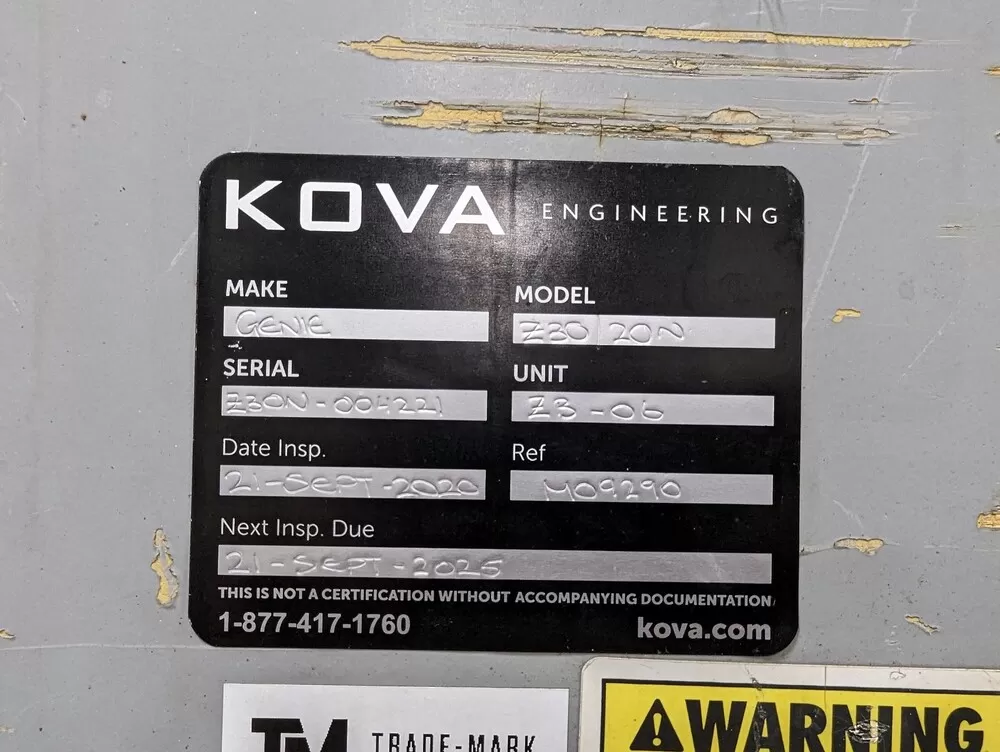 KOVA ENGINEERING
MAKE
GENIE
MODEL
Z30/20N
SERIAL
Z30N-004221
UNIT
Z3-06
Date Insp.
21-SEPT-2020
Ref
M09290
Next Insp. Due
21-SEPT-2025
THIS IS NOT A CERTIFICATION WITHOUT ACCOMPANYING DOCUMENTATION
1-877-417-1760
kova.com
TM TRADE-MARK
WARNING